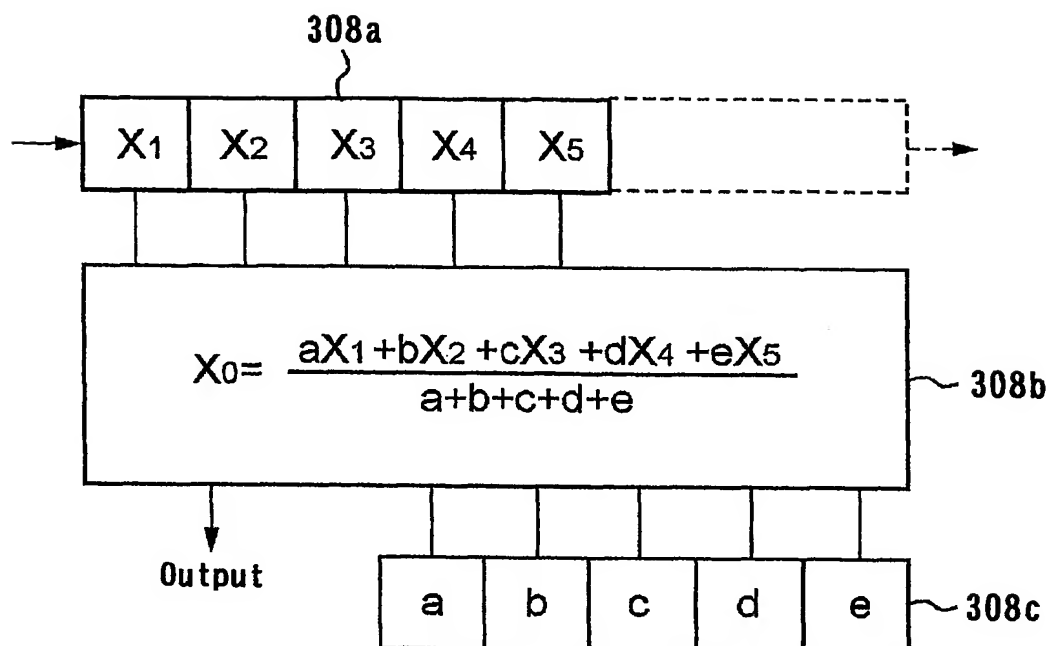 308a
X1 X2 X3 X4 X5
X0= aX1+bX2+cX3+dX4+eX5
a+b+c+d+e
308b
Output
a b c d e
308c